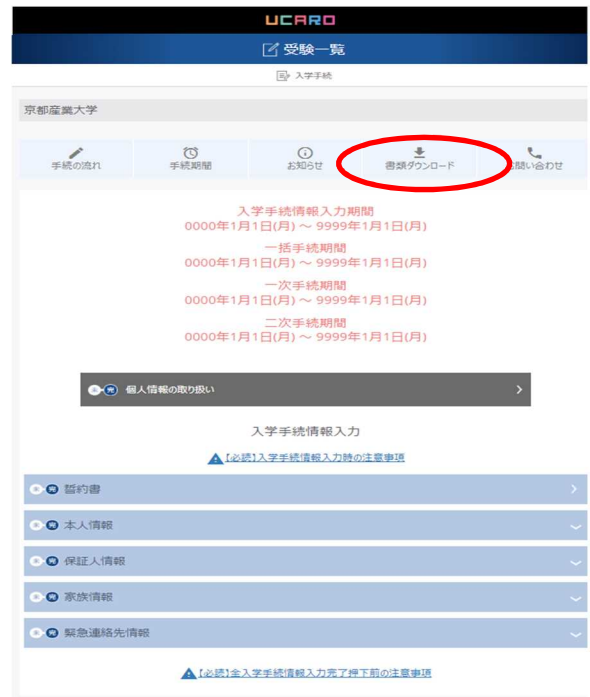 UCARO
受験一覧
入学手続
京都産業大学
手続の流れ
手続期間
お知らせ
書類ダウンロード
お問い合わせ
入学手続情報入力期間
0000年1月1日(月) ～ 9999年1月1日(月)
一括手続期間
0000年1月1日(月) ～ 9999年1月1日(月)
一次手続期間
0000年1月1日(月) ～ 9999年1月1日(月)
二次手続期間
0000年1月1日(月) ～ 9999年1月1日(月)
完 個人情報の取り扱い
入学手続情報入力
【必読】入学手続情報入力時の注意事項
完 誓約書
完 本人情報
完 保証人情報
完 家族情報
完 緊急連絡先情報
【必読】全入学手続情報入力完了押下前の注意事項